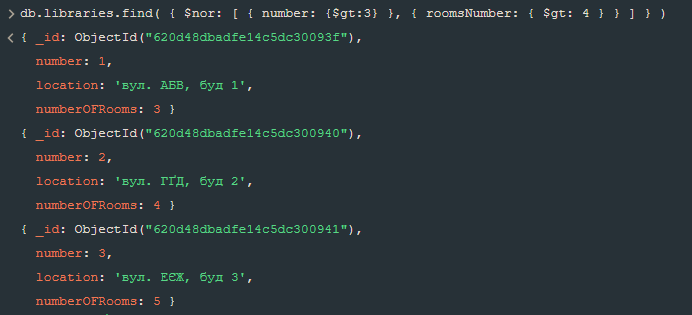 > db.libraries.find( { $nor: [ { number: {$gt:3} }, { roomsNumber: { $gt: 4 } } ] } )
< { _id: ObjectId("620d48dbadfe14c5dc30093f"),
number: 1,
location: 'вул. АБВ, буд 1',
numberOFRooms: 3 }
{ _id: ObjectId("620d48dbadfe14c5dc300940"),
number: 2,
location: 'вул. ГҐД, буд 2',
numberOFRooms: 4 }
{ _id: ObjectId("620d48dbadfe14c5dc300941"),
number: 3,
location: 'вул. ЕЄЖ, буд 3',
numberOFRooms: 5 }